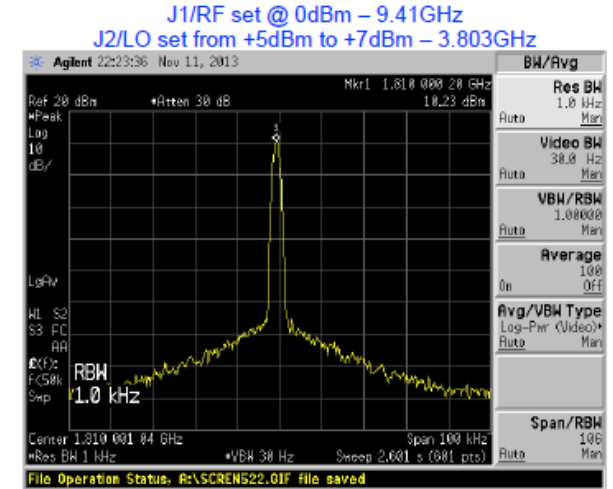 J1/RF set @ 0dBm – 9.41GHz
J2/LO set from +5dBm to +7dBm – 3.803GHz
Agilent 22:23:36 Nov 11, 2013
BW/Avg
Mkr1 1.810 000 20 GHz
Ref 20 dBm #Atten 30 dB 10.23 dBm
#Peak
Log
10
dB/
1
LgAv
W1 S2
S3 FC
AA
£(f):
f<50k
Swp
RBW
1.0 kHz
Center 1.810 001 04 GHz Span 100 kHz
#Res BW 1 kHz #VBW 30 Hz Sweep 2.601 s (601 pts)
File Operation Status, A:\SCREN522.GIF file saved
Res BW
1.0 kHz
Auto Man
Video BW
30.0 Hz
Auto Man
VBW/RBW
1.00000
Auto Man
Average
100
On Off
Avg/VBW Type
Log-Pwr (Video)
Auto Man
Span/RBW
106
Auto Man